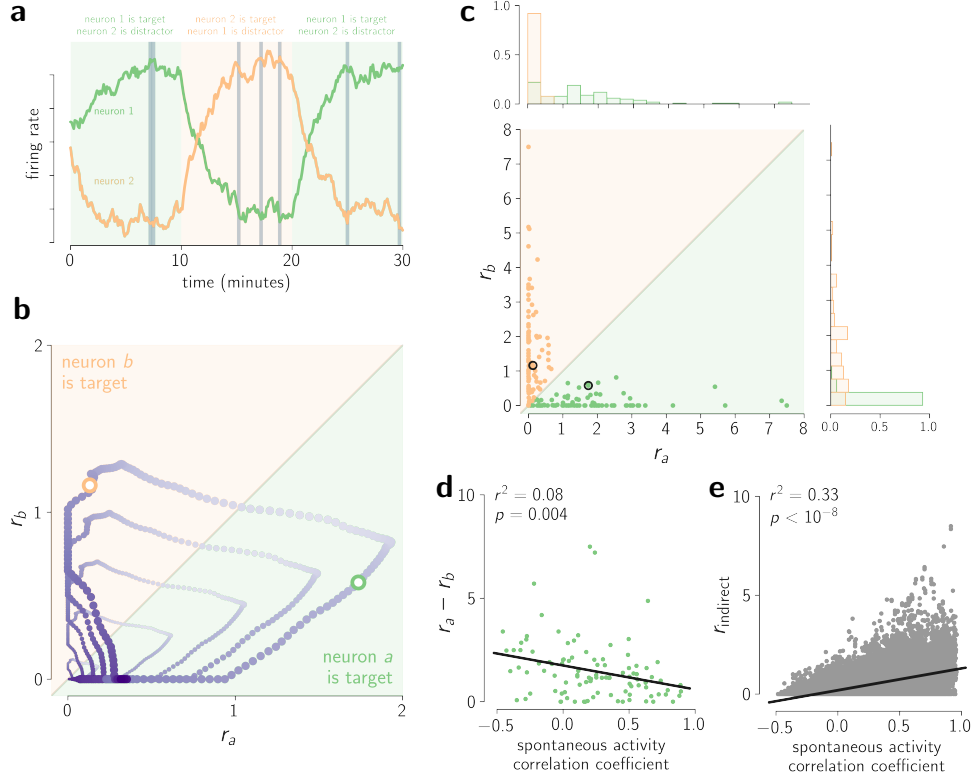 a
neuron 1 is target
neuron 2 is distractor
neuron 2 is target
neuron 1 is distractor
neuron 1 is target
neuron 2 is distractor
firing rate
neuron 1
neuron 2
0
10
20
30
time (minutes)
b
2
1
0
r_b
neuron b
is target
neuron a
is target
0
1
2
r_a
c
1.0
0.5
0.0
8
7
6
5
4
3
2
1
0
r_b
0
1
2
3
4
5
6
7
8
r_a
0.0
0.5
1.0
d
r² = 0.08
p = 0.004
10
5
0
r_a − r_b
−0.5
0.0
0.5
1.0
spontaneous activity
correlation coefficient
e
r² = 0.33
p < 10⁻⁸
10
5
0
r_indirect
−0.5
0.0
0.5
1.0
spontaneous activity
correlation coefficient